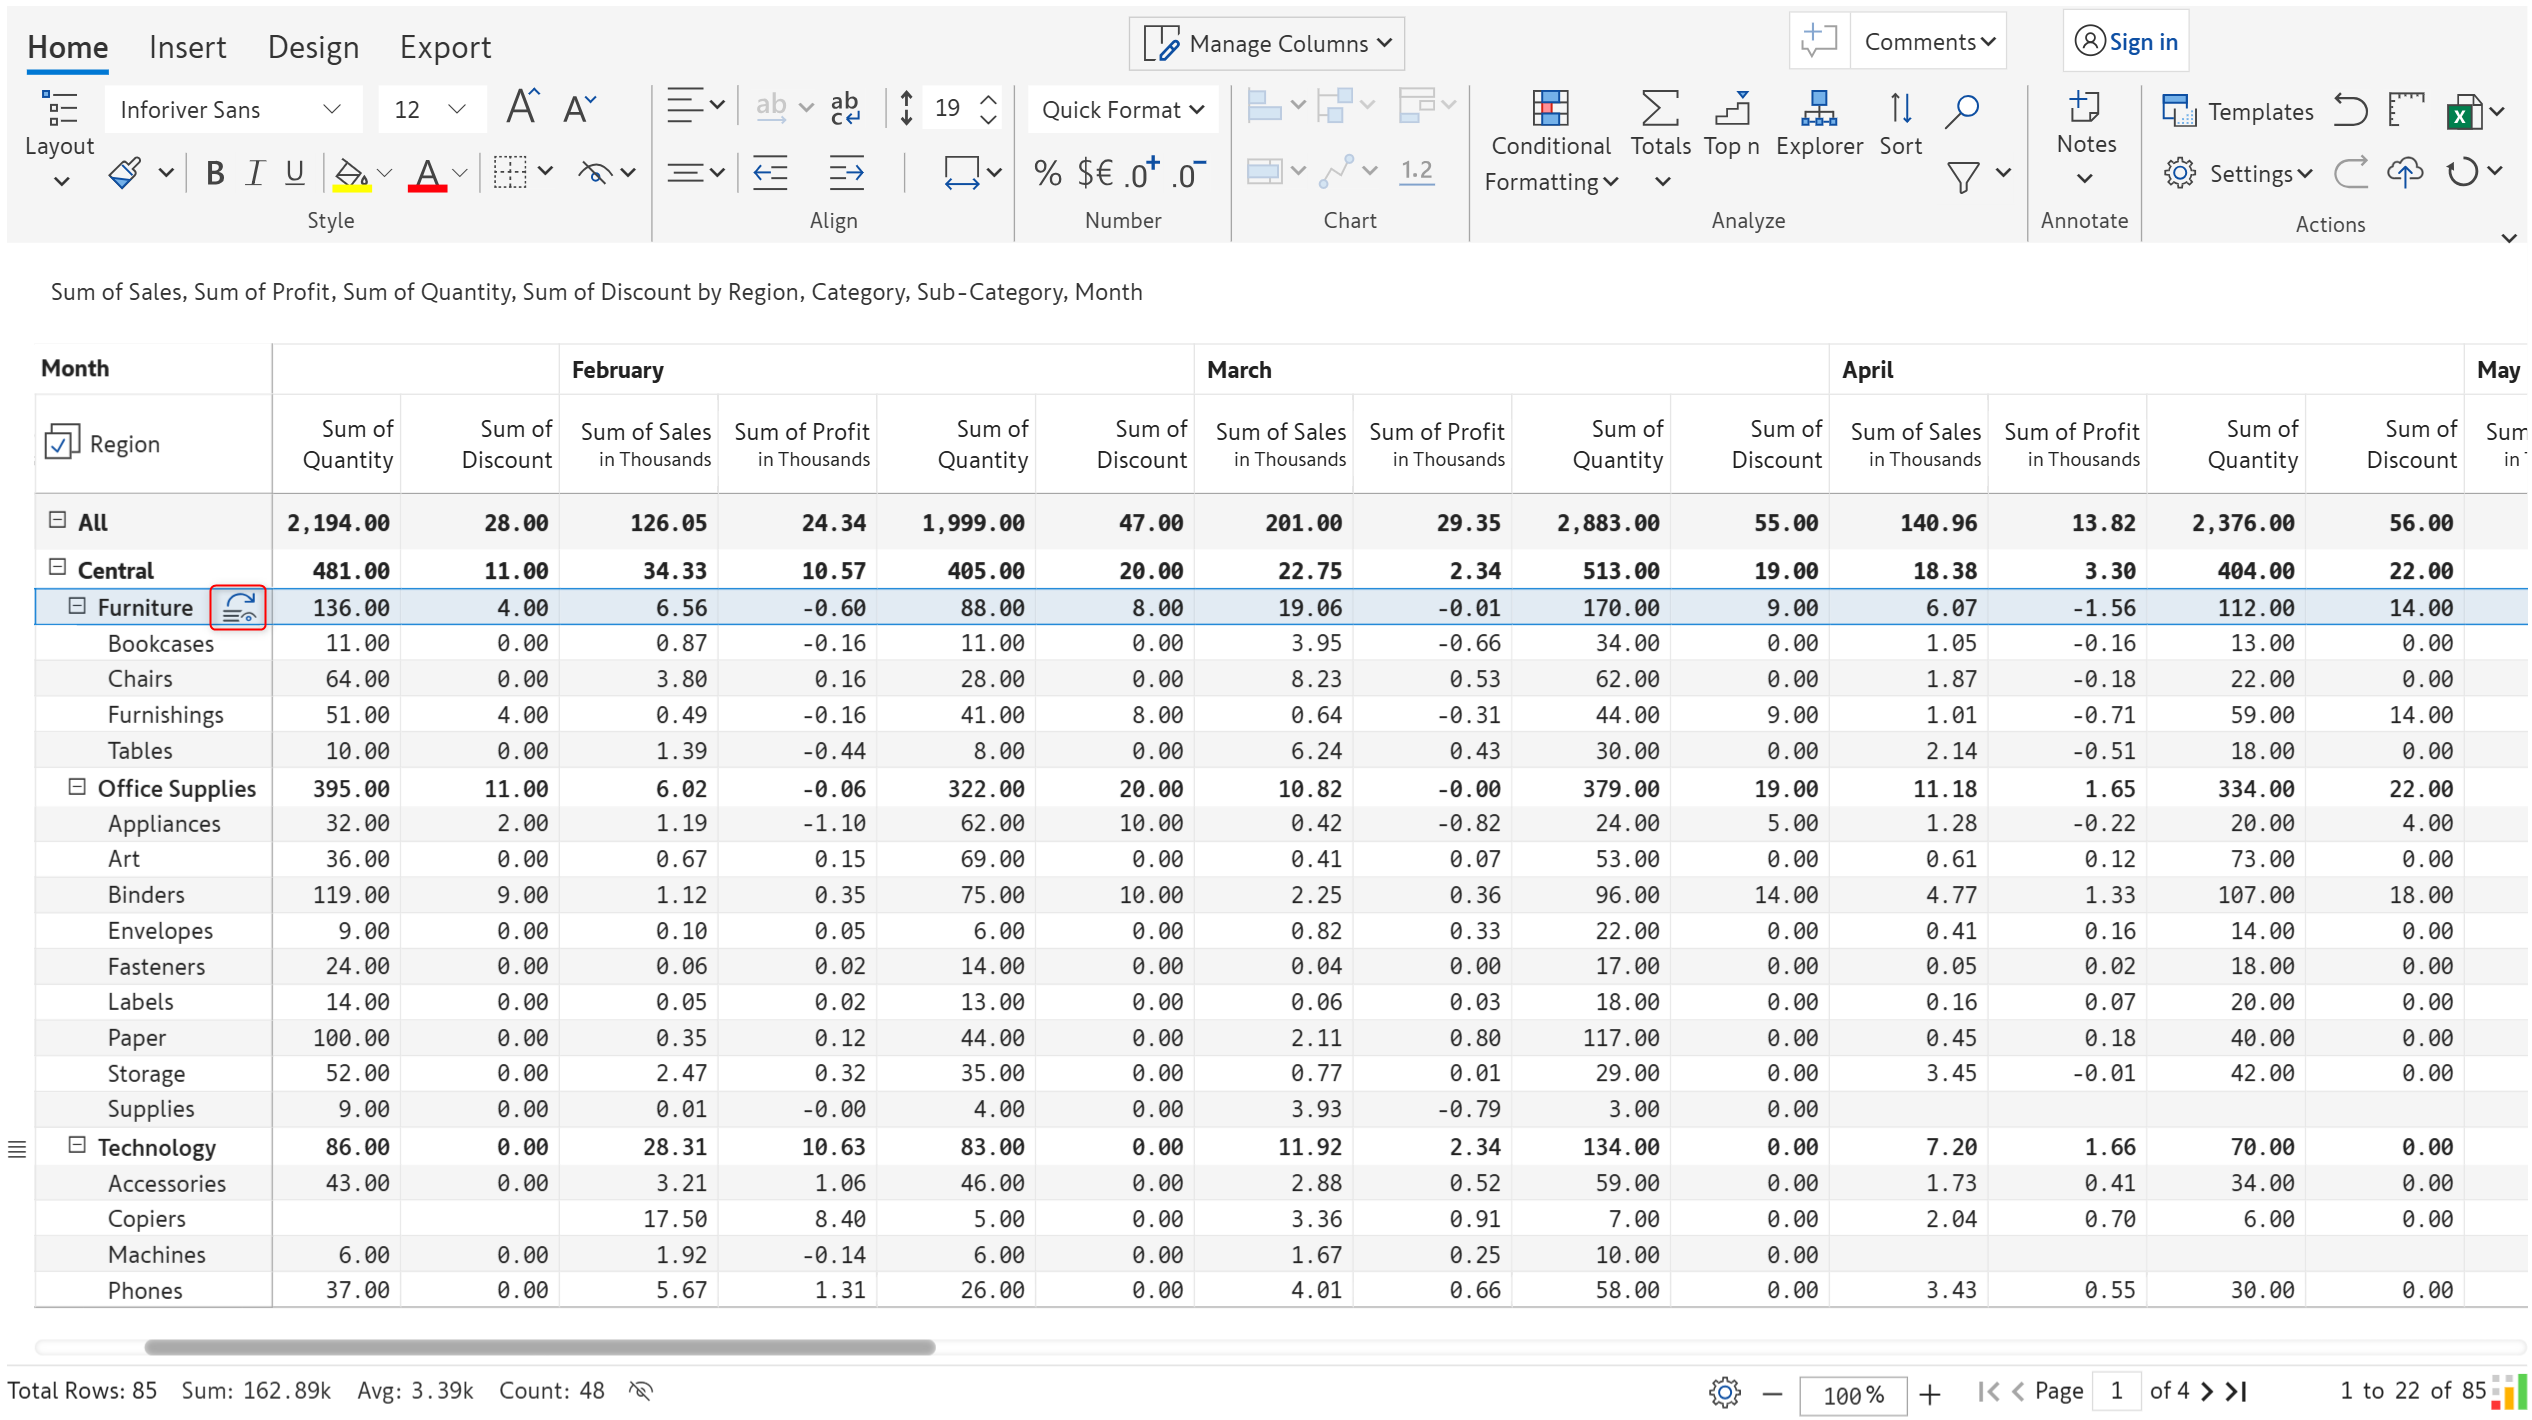 Home Insert Design Export Manage Columns Comments Sign in
Inforiver Sans 12 19 Quick Format Templates
Layout Conditional Formatting Totals Top n Explorer Sort Notes Settings
ab ab c B I U A % $€ .0+ .0- 1.2
Style Align Number Chart Analyze Annotate Actions
Sum of Sales, Sum of Profit, Sum of Quantity, Sum of Discount by Region, Category, Sub-Category, Month
Month February March April May
Region Sum of Quantity Sum of Discount Sum of Sales in Thousands Sum of Profit in Thousands Sum of Quantity Sum of Discount Sum of Sales in Thousands Sum of Profit in Thousands Sum of Quantity Sum of Discount Sum of Sales in Thousands Sum of Profit in Thousands Sum of Quantity Sum of Discount Sum in
All 2,194.00 28.00 126.05 24.34 1,999.00 47.00 201.00 29.35 2,883.00 55.00 140.96 13.82 2,376.00 56.00
Central 481.00 11.00 34.33 10.57 405.00 20.00 22.75 2.34 513.00 19.00 18.38 3.30 404.00 22.00
Furniture 136.00 4.00 6.56 -0.60 88.00 8.00 19.06 -0.01 170.00 9.00 6.07 -1.56 112.00 14.00
Bookcases 11.00 0.00 0.87 -0.16 11.00 0.00 3.95 -0.66 34.00 0.00 1.05 -0.16 13.00 0.00
Chairs 64.00 0.00 3.80 0.16 28.00 0.00 8.23 0.53 62.00 0.00 1.87 -0.18 22.00 0.00
Furnishings 51.00 4.00 0.49 -0.16 41.00 8.00 0.64 -0.31 44.00 9.00 1.01 -0.71 59.00 14.00
Tables 10.00 0.00 1.39 -0.44 8.00 0.00 6.24 0.43 30.00 0.00 2.14 -0.51 18.00 0.00
Office Supplies 395.00 11.00 6.02 -0.06 322.00 20.00 10.82 -0.00 379.00 19.00 11.18 1.65 334.00 22.00
Appliances 32.00 2.00 1.19 -1.10 62.00 10.00 0.42 -0.82 24.00 5.00 1.28 -0.22 20.00 4.00
Art 36.00 0.00 0.67 0.15 69.00 0.00 0.41 0.07 53.00 0.00 0.61 0.12 73.00 0.00
Binders 119.00 9.00 1.12 0.35 75.00 10.00 2.25 0.36 96.00 14.00 4.77 1.33 107.00 18.00
Envelopes 9.00 0.00 0.10 0.05 6.00 0.00 0.82 0.33 22.00 0.00 0.41 0.16 14.00 0.00
Fasteners 24.00 0.00 0.06 0.02 14.00 0.00 0.04 0.00 17.00 0.00 0.05 0.02 18.00 0.00
Labels 14.00 0.00 0.05 0.02 13.00 0.00 0.06 0.03 18.00 0.00 0.16 0.07 20.00 0.00
Paper 100.00 0.00 0.35 0.12 44.00 0.00 2.11 0.80 117.00 0.00 0.45 0.18 40.00 0.00
Storage 52.00 0.00 2.47 0.32 35.00 0.00 0.77 0.01 29.00 0.00 3.45 -0.01 42.00 0.00
Supplies 9.00 0.00 0.01 -0.00 4.00 0.00 3.93 -0.79 3.00 0.00
Technology 86.00 0.00 28.31 10.63 83.00 0.00 11.92 2.34 134.00 0.00 7.20 1.66 70.00 0.00
Accessories 43.00 0.00 3.21 1.06 46.00 0.00 2.88 0.52 59.00 0.00 1.73 0.41 34.00 0.00
Copiers 17.50 8.40 5.00 0.00 3.36 0.91 7.00 0.00 2.04 0.70 6.00 0.00
Machines 6.00 0.00 1.92 -0.14 6.00 0.00 1.67 0.25 10.00 0.00
Phones 37.00 0.00 5.67 1.31 26.00 0.00 4.01 0.66 58.00 0.00 3.43 0.55 30.00 0.00
Total Rows: 85 Sum: 162.89k Avg: 3.39k Count: 48 100% Page 1 of 4 1 to 22 of 85